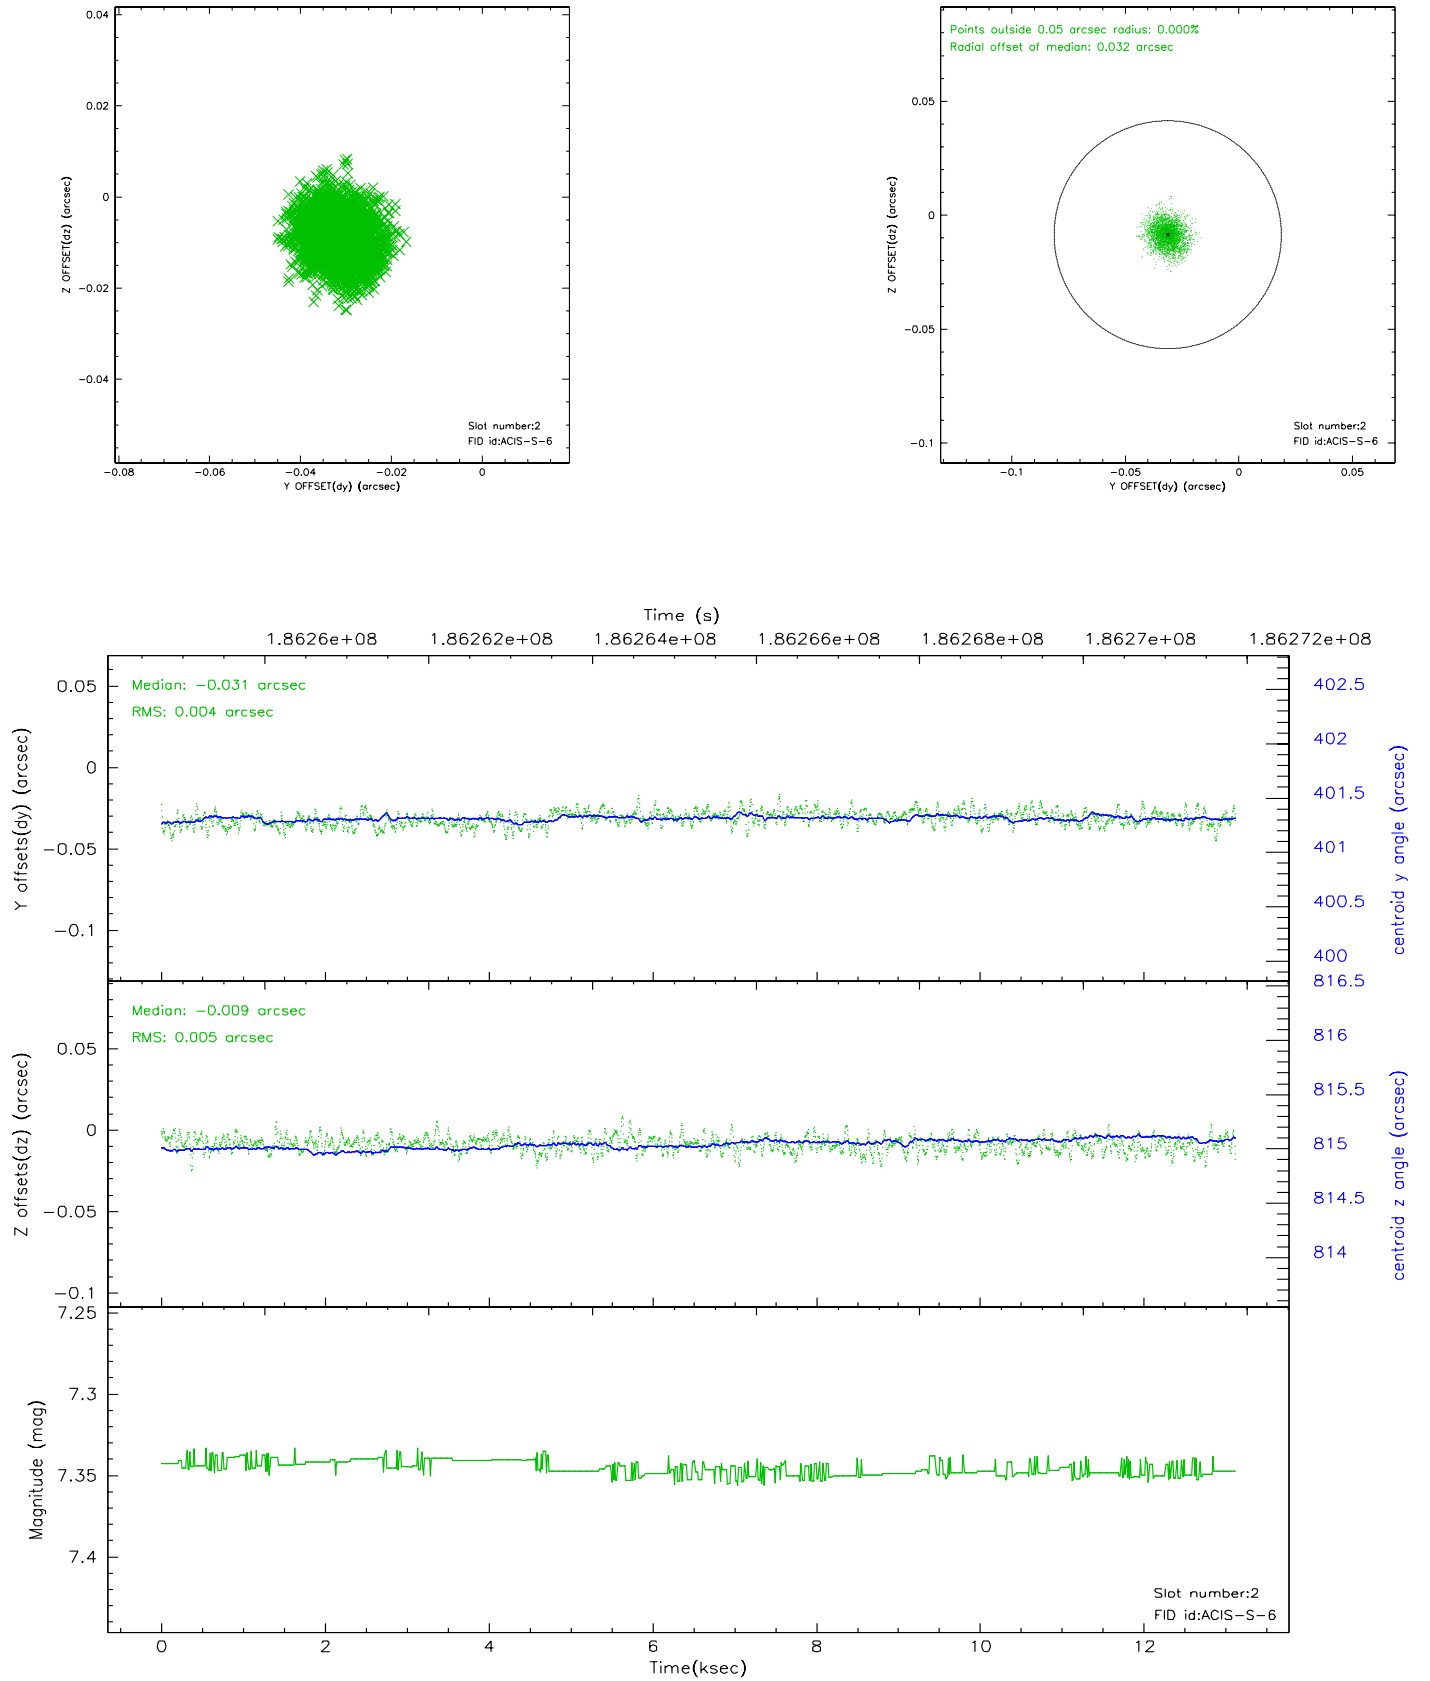 0.04
0.02
0
−0.02
−0.04
Z OFFSET(dz) (arcsec)
Slot number:2
FID id:ACIS−S−6
−0.08
−0.06
−0.04
−0.02
0
Y OFFSET(dy) (arcsec)
Points outside 0.05 arcsec radius: 0.000%
Radial offset of median: 0.032 arcsec
0.05
0
−0.05
−0.1
Z OFFSET(dz) (arcsec)
Slot number:2
FID id:ACIS−S−6
−0.1
−0.05
0
0.05
Y OFFSET(dy) (arcsec)
Time (s)
1.8626e+08
1.86262e+08
1.86264e+08
1.86266e+08
1.86268e+08
1.8627e+08
1.86272e+08
Median: −0.031 arcsec
RMS: 0.004 arcsec
0.05
0
−0.05
−0.1
Y offsets(dy) (arcsec)
402.5
402
401.5
401
400.5
400
centroid y angle (arcsec)
Median: −0.009 arcsec
RMS: 0.005 arcsec
0.05
0
−0.05
−0.1
Z offsets(dz) (arcsec)
816.5
816
815.5
815
814.5
814
centroid z angle (arcsec)
7.25
7.3
7.35
7.4
Magnitude (mag)
Slot number:2
FID id:ACIS−S−6
0
2
4
6
8
10
12
Time(ksec)